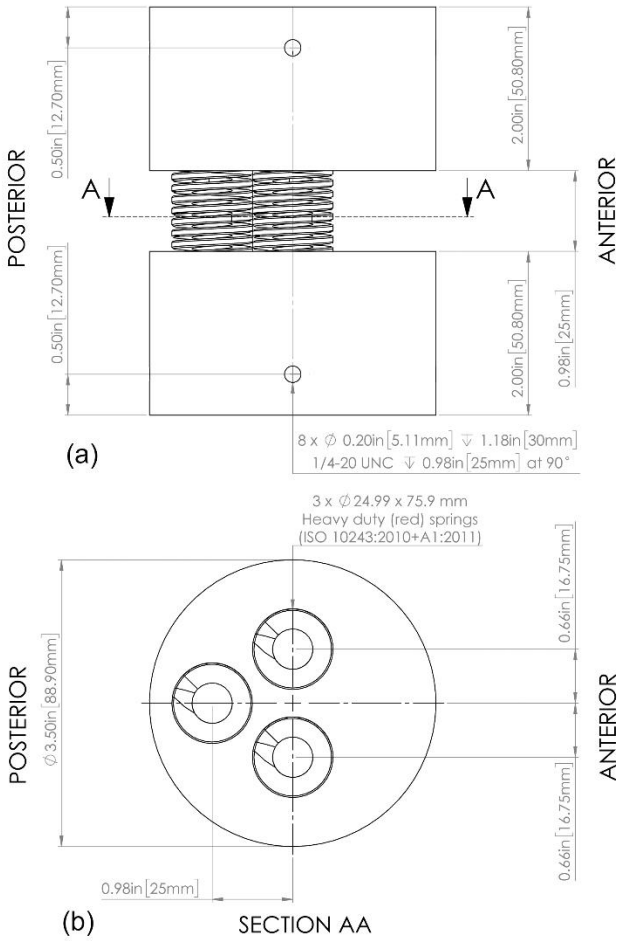 0.50in[12.70mm]
2.00in[50.80mm]
POSTERIOR
A
A
ANTERIOR
0.50in[12.70mm]
2.00in[50.80mm]
0.98in[25mm]
(a)
8 x Ø 0.20in[5.11mm] ↧ 1.18in[30mm]
1/4-20 UNC ↧ 0.98in[25mm] at 90°
3 x Ø24.99 x 75.9 mm
Heavy duty (red) springs
(ISO 10243:2010+A1:2011)
0.66in[16.75mm]
POSTERIOR
Ø3.50in[88.90mm]
ANTERIOR
0.66in[16.75mm]
0.98in[25mm]
(b)
SECTION AA